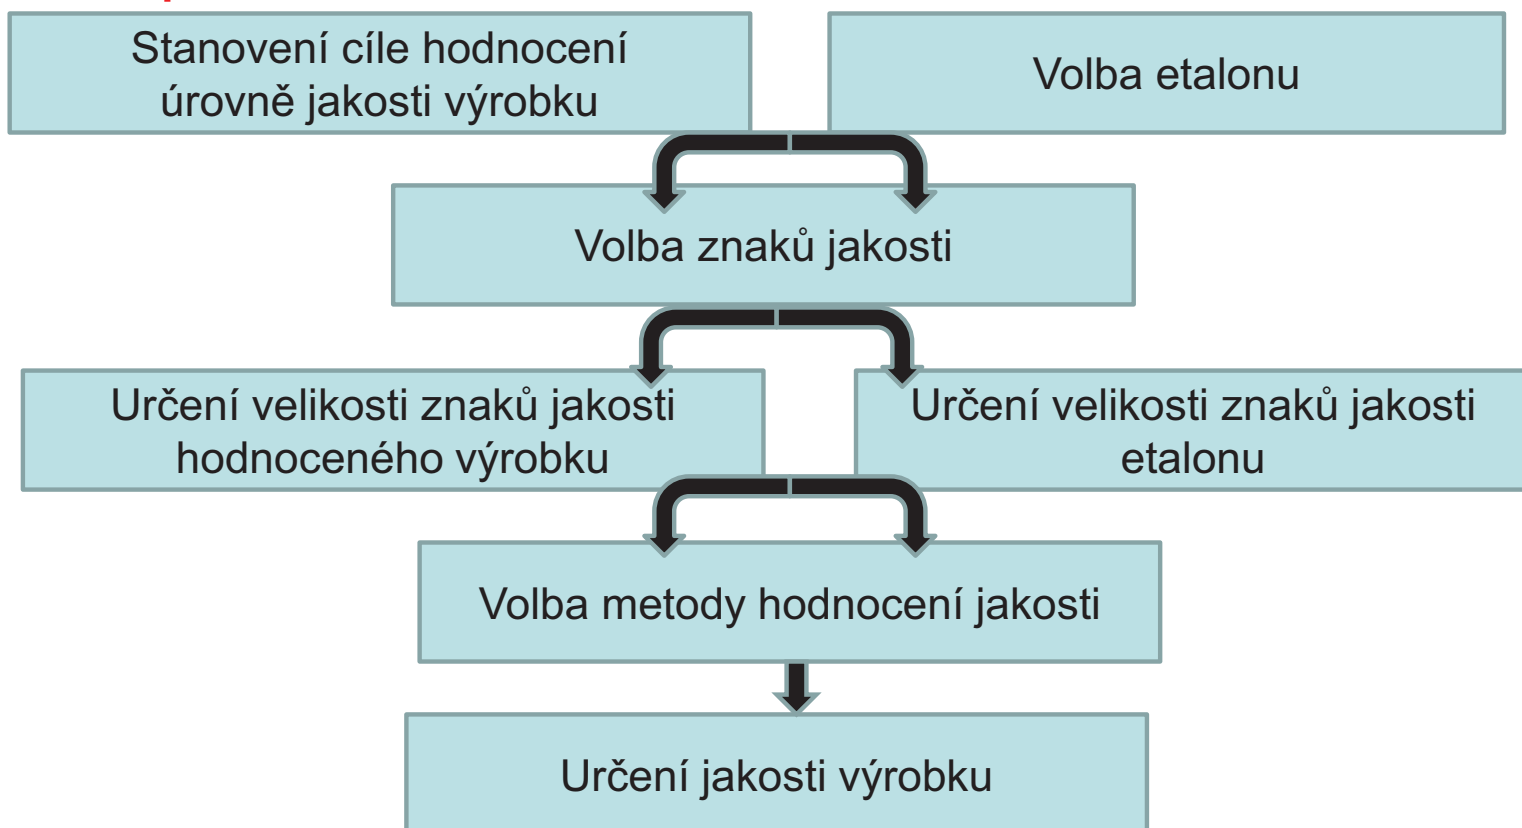 Stanovení cíle hodnocení
úrovně jakosti výrobku
Volba etalonu
Volba znaků jakosti
Určení velikosti znaků jakosti
hodnoceného výrobku
Určení velikosti znaků jakosti
etalonu
Volba metody hodnocení jakosti
Určení jakosti výrobku